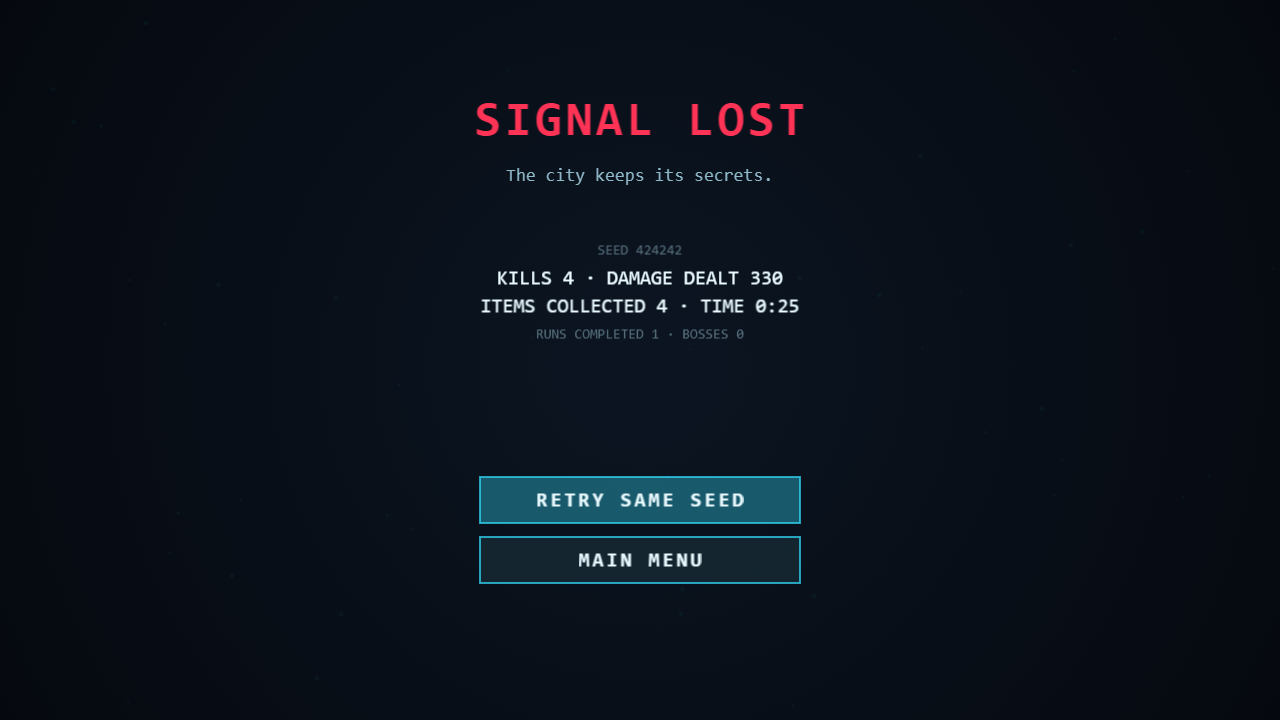 SIGNAL LOST
The city keeps its secrets.
SEED 424242
KILLS 4 · DAMAGE DEALT 330
ITEMS COLLECTED 4 · TIME 0:25
RUNS COMPLETED 1 · BOSSES 0
RETRY SAME SEED
MAIN MENU